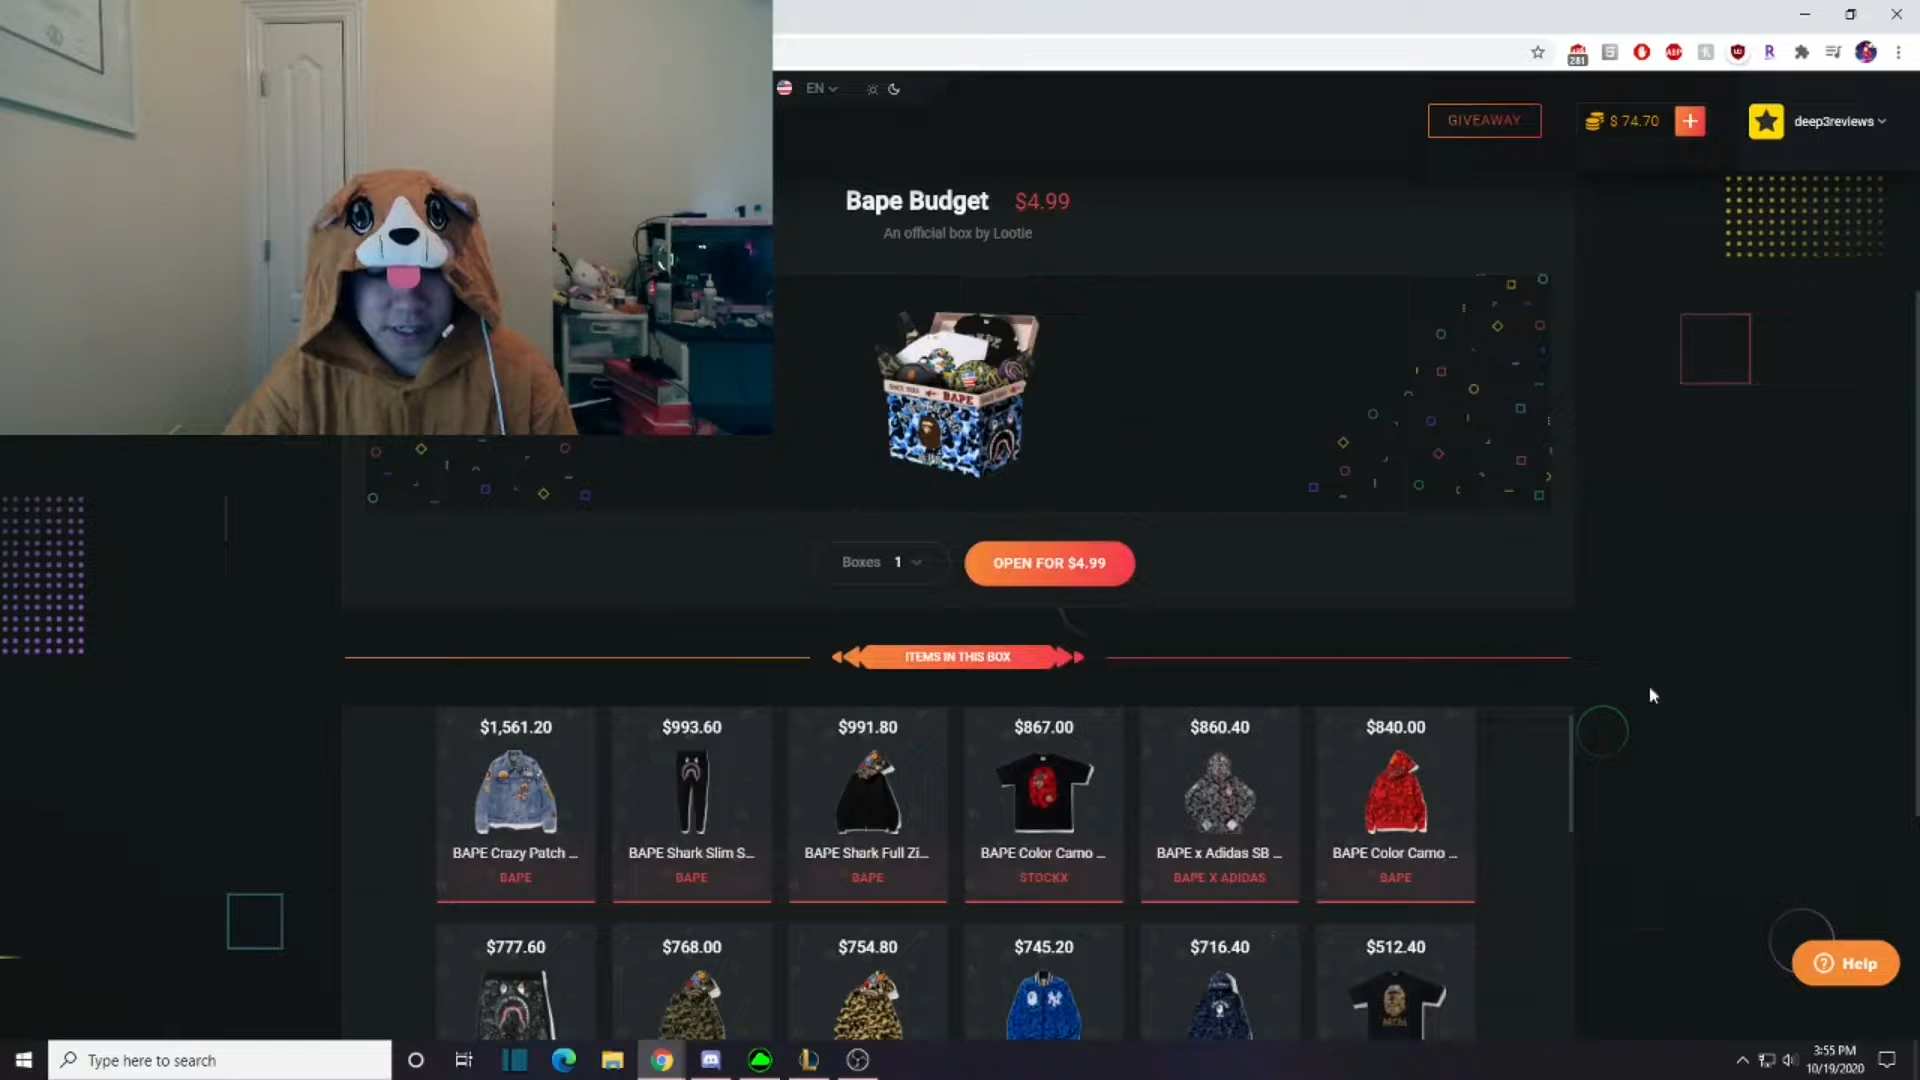 281
EN
GIVEAWAY
$ 74.70
deep3reviews
Bape Budget $4.99
An official box by Lootie
BAPE
Boxes 1
OPEN FOR $4.99
ITEMS IN THIS BOX
$1,561.20 $993.60 $991.80 $867.00 $860.40 $840.00
BAPE Crazy Patch ... BAPE Shark Slim S... BAPE Shark Full Zi... BAPE Color Camo ... BAPE x Adidas SB ... BAPE Color Camo ...
BAPE BAPE BAPE STOCKX BAPE X ADIDAS BAPE
$777.60 $768.00 $754.80 $745.20 $716.40 $512.40
Help
Type here to search
3:55 PM
10/19/2020